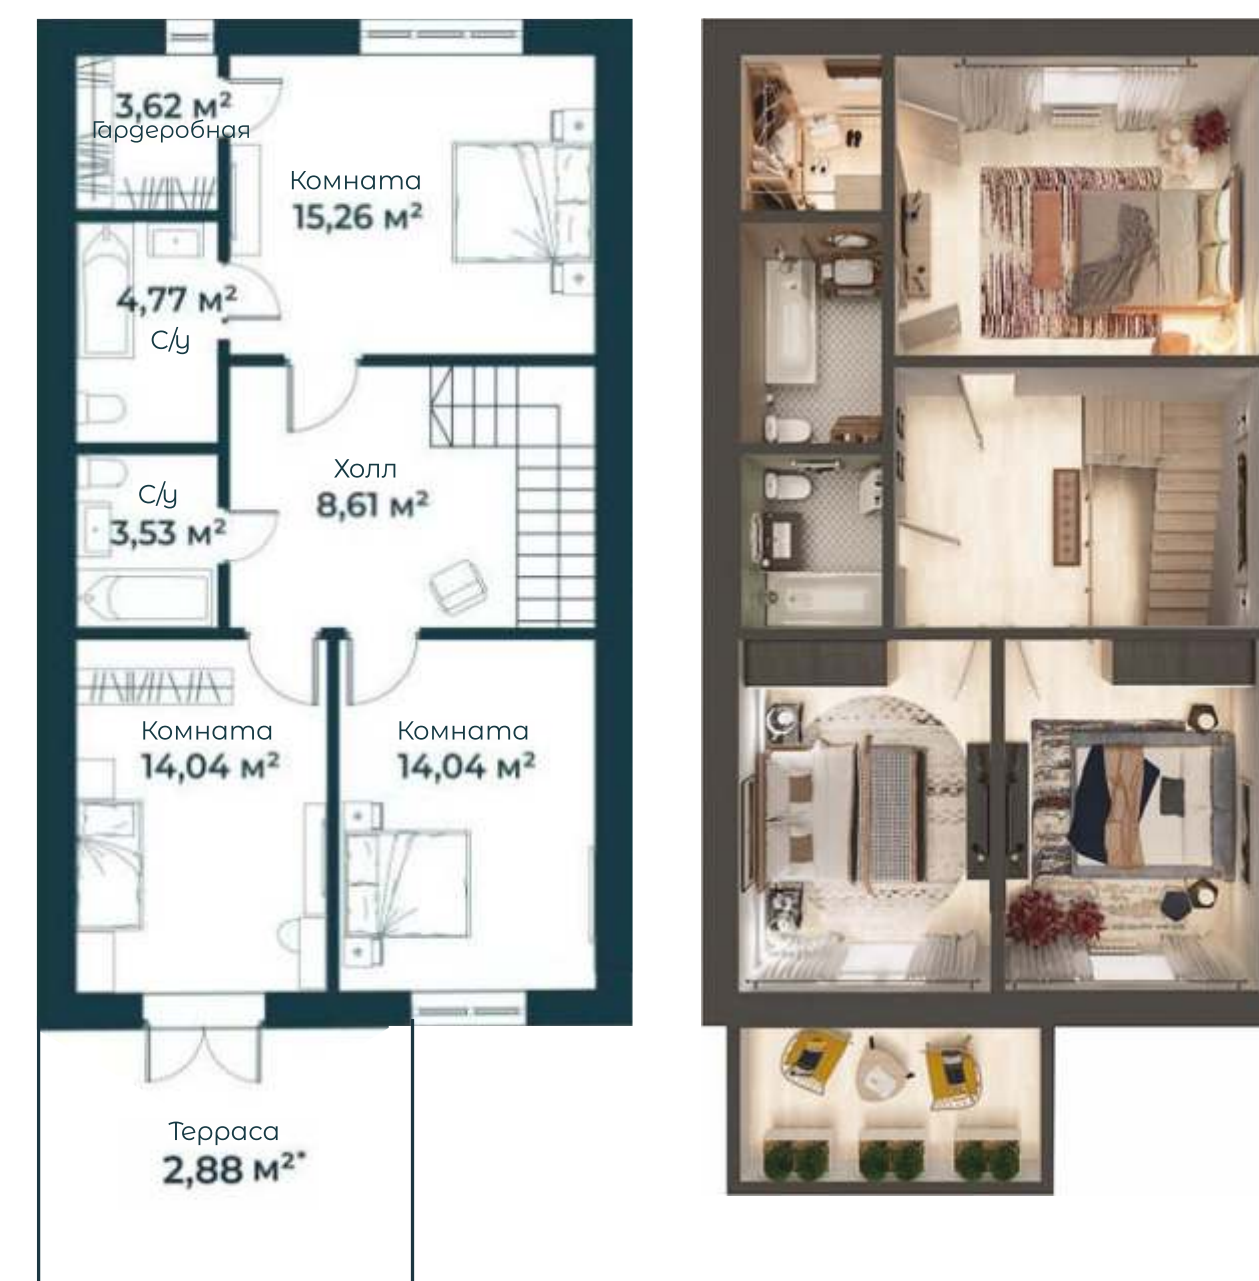 3,62 м²
Гардеробная
Комната
15,26 м²
4,77 м²
С/у
Холл
8,61 м²
С/у
3,53 м²
Комната
14,04 м²
Комната
14,04 м²
Терраса
2,88 м²*